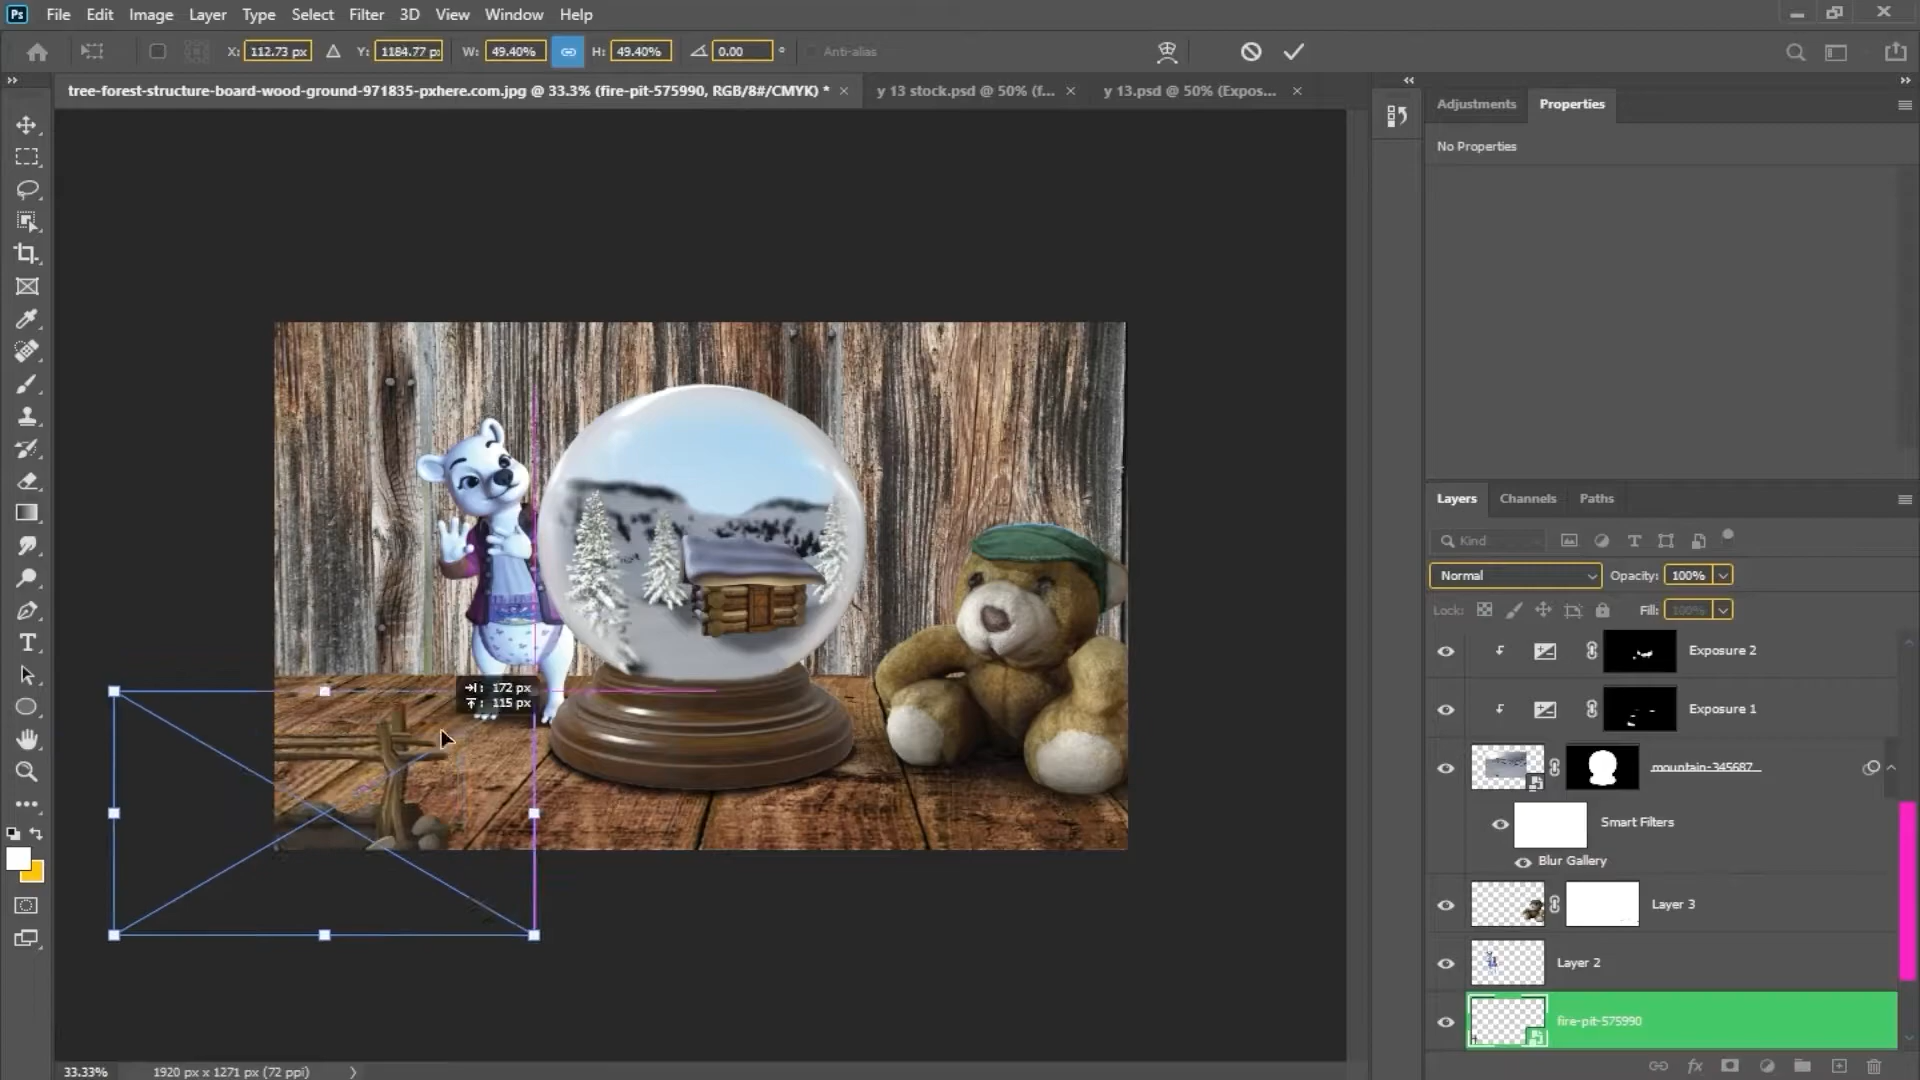 Ps File Edit Image Layer Type Select Filter 3D View Window Help
X: 112.73 px Y: 1184.77 p: W: 49.40% H: 49.40% 0.00 ° Anti-alias
tree-forest-structure-board-wood-ground-971835-pxhere.com.jpg @ 33.3% (fire-pit-575990, RGB/8#/CMYK) * × y 13 stock.psd @ 50% (f... × y 13.psd @ 50% (Expos... ×
Adjustments Properties
No Properties
Layers Channels Paths
Kind
Normal Opacity: 100%
Lock: Fill: 100%
Exposure 2
Exposure 1
mountain-345687...
Smart Filters
Blur Gallery
Layer 3
Layer 2
fire-pit-575990
172 px
115 px
33.33% 1920 px x 1271 px (72 ppi)